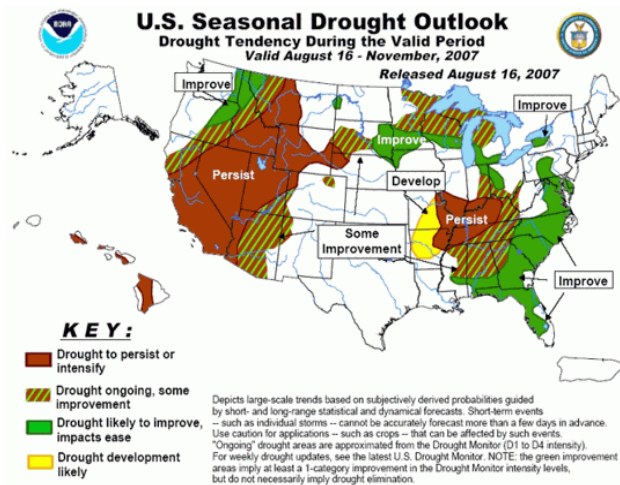 NOAA
U.S. Seasonal Drought Outlook
Drought Tendency During the Valid Period
Valid August 16 - November, 2007
Released August 16, 2007
Improve
Improve
Improve
Persist
Develop
Persist
Some
Improvement
Improve
KEY:
Drought to persist or
intensify
Drought ongoing, some
improvement
Drought likely to improve,
impacts ease
Drought development
likely
Depicts large-scale trends based on subjectively derived probabilities guided
by short- and long-range statistical and dynamical forecasts. Short-term events
-- such as individual storms -- cannot be accurately forecast more than a few days in advance.
Use caution for applications -- such as crops -- that can be affected by such events.
"Ongoing" drought areas are approximated from the Drought Monitor (D1 to D4 intensity).
For weekly drought updates, see the latest U.S. Drought Monitor. NOTE: the green improvement
areas imply at least a 1-category improvement in the Drought Monitor intensity levels,
but do not necessarily imply drought elimination.